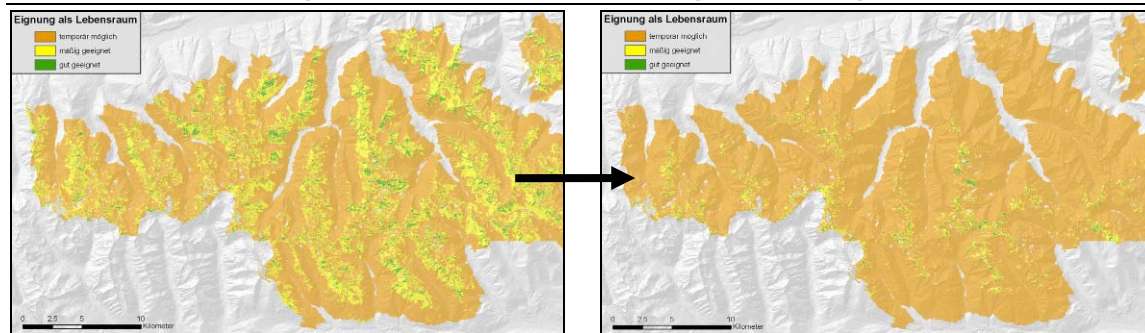 Eignung als Lebensraum
temporär möglich
mäßig geeignet
gut geeignet
0 2.5 5 10
Kilometer
Eignung als Lebensraum
temporär möglich
mäßig geeignet
gut geeignet
0 2.5 5 10
Kilometer